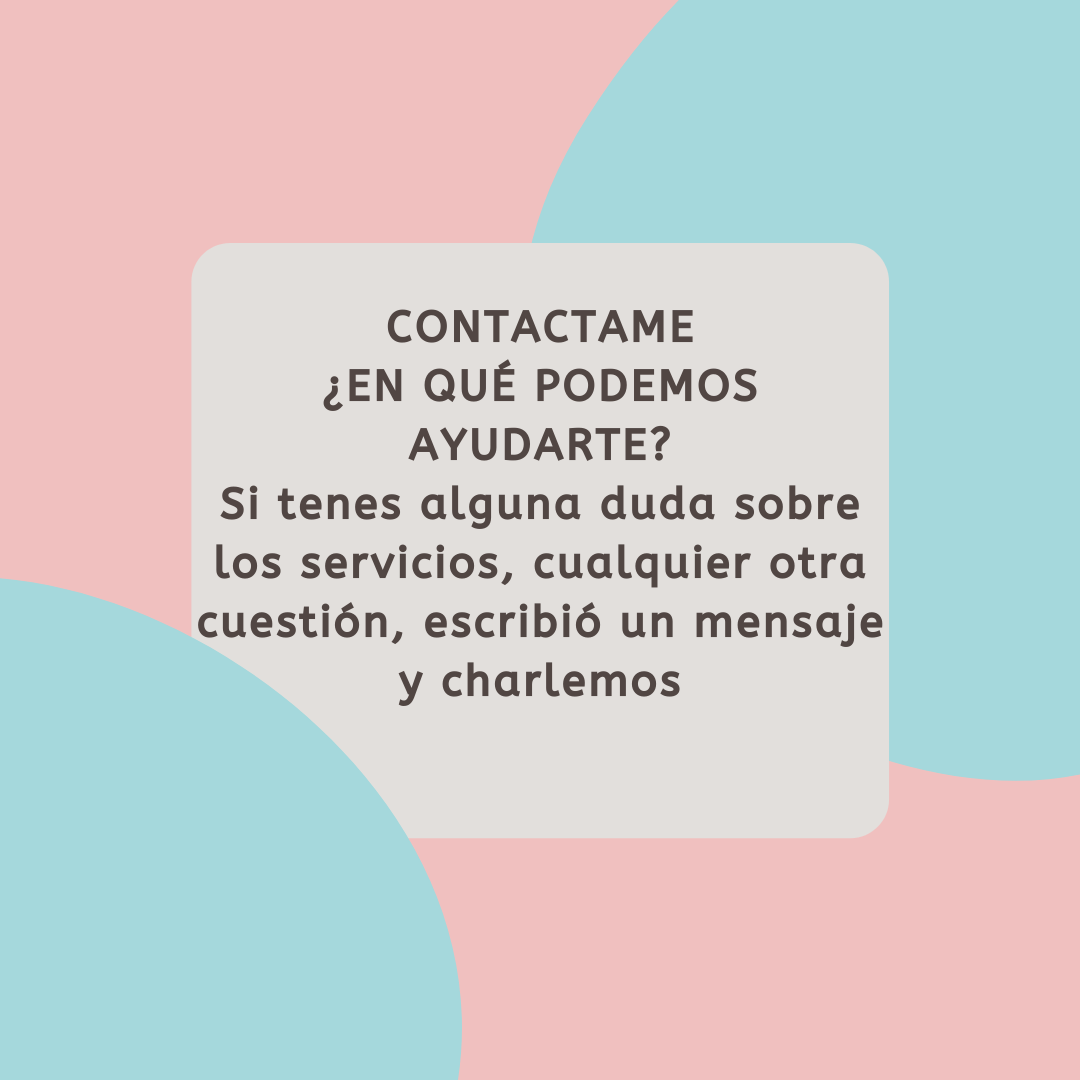 CONTACTAME
¿EN QUÉ PODEMOS
AYUDARTE?
Si tenes alguna duda sobre
los servicios, cualquier otra
cuestión, escribió un mensaje
y charlemos